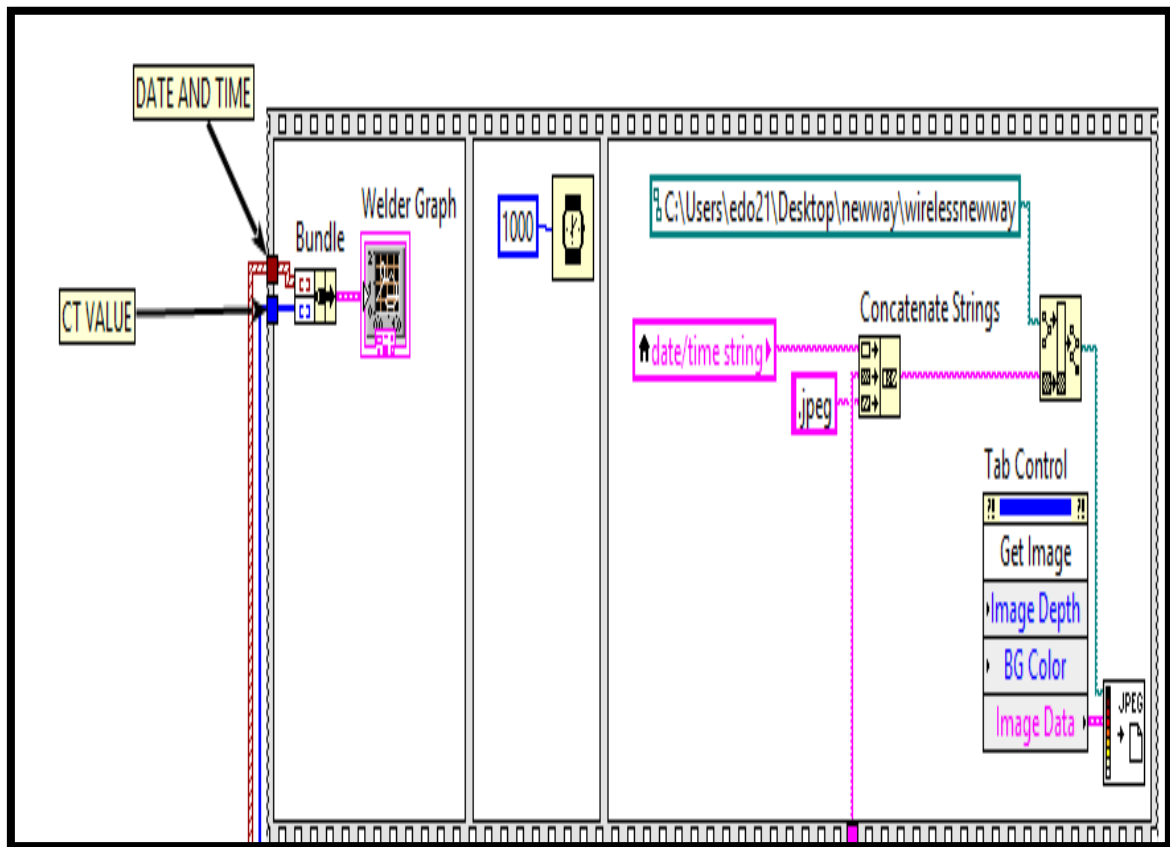 DATE AND TIME
CT VALUE
Bundle
Welder Graph
1000
C:\Users\edo21\Desktop\newway\wirelessnewway
date/time string
.jpeg
Concatenate Strings
Tab Control
?! ?!
Get Image
Image Depth
BG Color
Image Data
JPEG